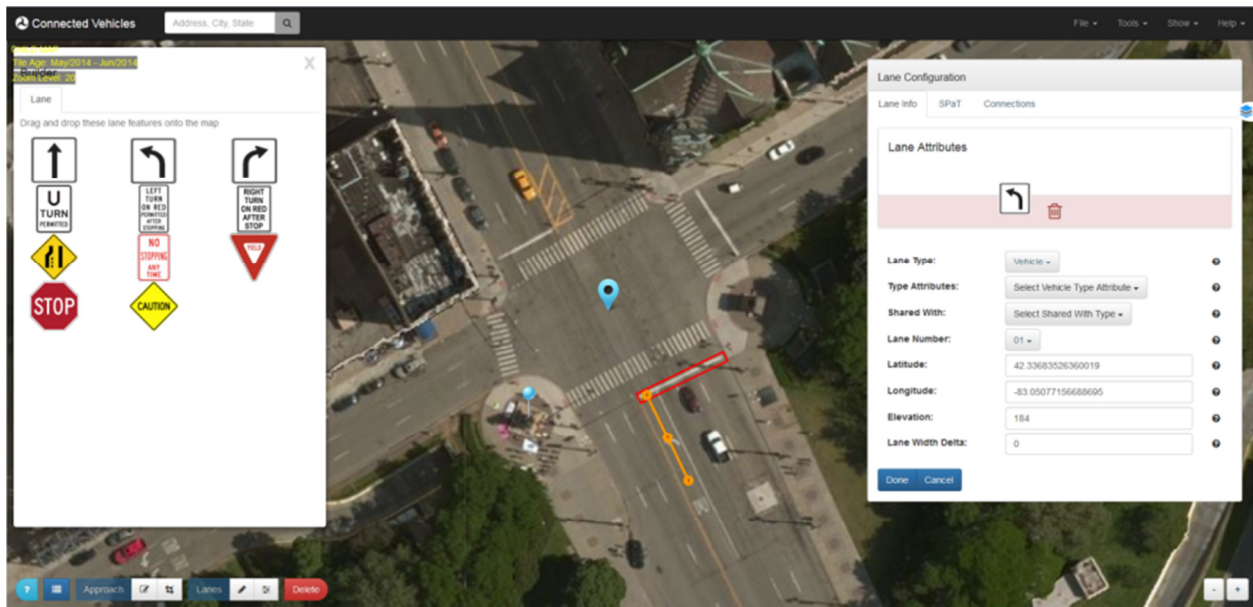 Connected Vehicles
Address, City, State
File
Tools
Show
Help
Tile Age: May/2014 - Jun/2014
Builder
Zoom Level: 20
X
Lane
Drag and drop these lane features onto the map
U
TURN
PERMITTED
LEFT
TURN
ON RED
PERMITTED
AFTER
STOPPING
RIGHT
TURN
ON RED
AFTER
STOP
NO
STOPPING
ANY
TIME
YIELD
STOP
CAUTION
Lane Configuration
Lane Info SPaT Connections
Lane Attributes
Lane Type: Vehicle
Type Attributes: Select Vehicle Type Attribute
Shared With: Select Shared With Type
Lane Number: 01
Latitude: 42.33683526360019
Longitude: -83.05077156688695
Elevation: 184
Lane Width Delta: 0
Done Cancel
? Approach Lanes Delete
- +